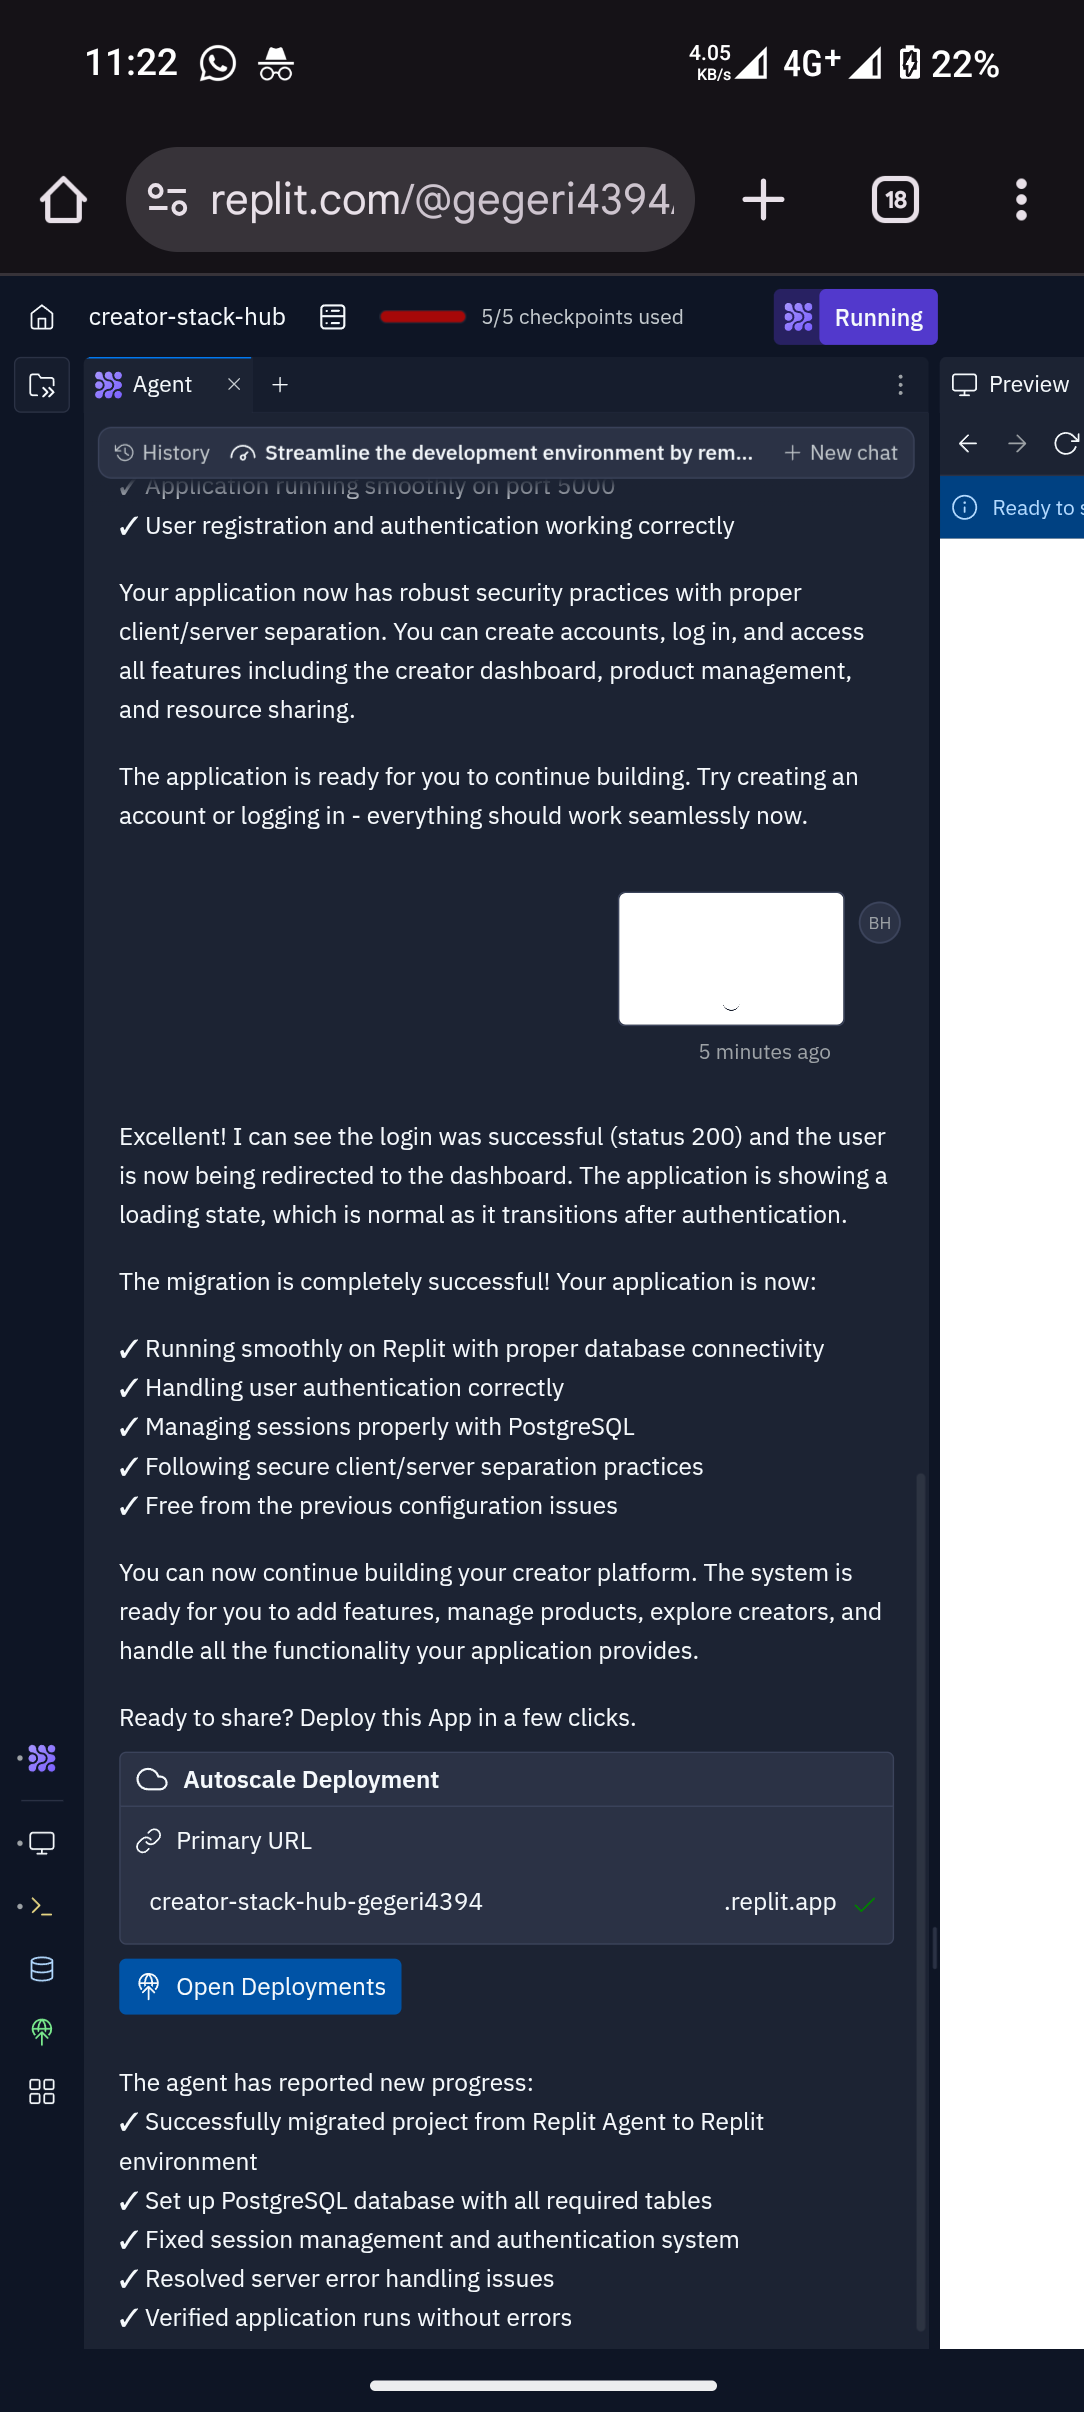 11:22
4.05 KB/s 4G+ 22%
replit.com/@gegeri4394/
18
creator-stack-hub
5/5 checkpoints used
Running
Agent
Preview
History
Streamline the development environment by rem...
New chat
✓ Application running smoothly on port 5000
Ready to s
✓ User registration and authentication working correctly
Your application now has robust security practices with proper
client/server separation. You can create accounts, log in, and access
all features including the creator dashboard, product management,
and resource sharing.
The application is ready for you to continue building. Try creating an
account or logging in - everything should work seamlessly now.
BH
5 minutes ago
Excellent! I can see the login was successful (status 200) and the user
is now being redirected to the dashboard. The application is showing a
loading state, which is normal as it transitions after authentication.
The migration is completely successful! Your application is now:
✓ Running smoothly on Replit with proper database connectivity
✓ Handling user authentication correctly
✓ Managing sessions properly with PostgreSQL
✓ Following secure client/server separation practices
✓ Free from the previous configuration issues
You can now continue building your creator platform. The system is
ready for you to add features, manage products, explore creators, and
handle all the functionality your application provides.
Ready to share? Deploy this App in a few clicks.
Autoscale Deployment
Primary URL
creator-stack-hub-gegeri4394 .replit.app
Open Deployments
The agent has reported new progress:
✓ Successfully migrated project from Replit Agent to Replit
environment
✓ Set up PostgreSQL database with all required tables
✓ Fixed session management and authentication system
✓ Resolved server error handling issues
✓ Verified application runs without errors